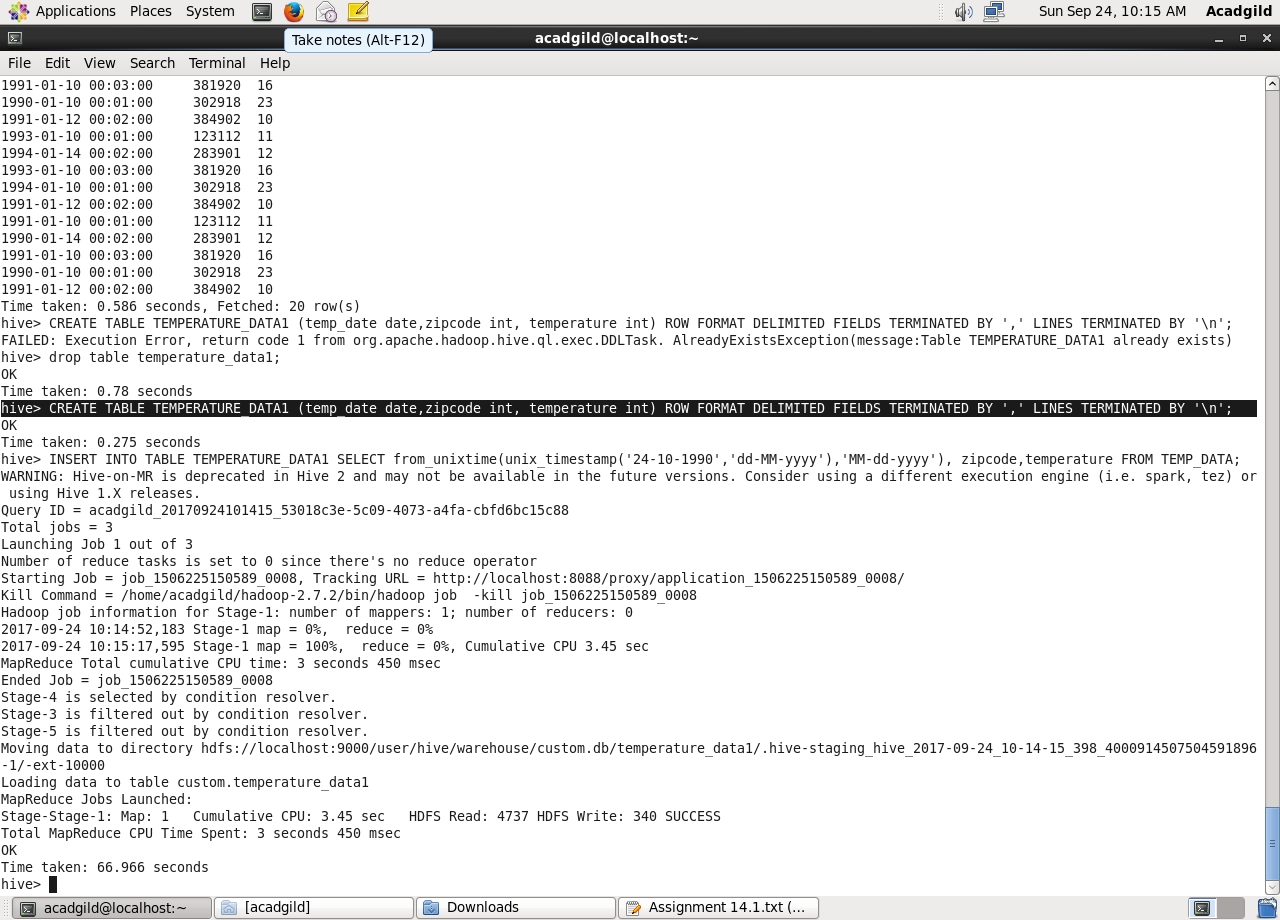 Applications Places System Sun Sep 24, 10:15 AM Acadgild
Take notes (Alt-F12)
acadgild@localhost:~
File Edit View Search Terminal Help
1991-01-10 00:03:00     381920  16
1990-01-10 00:01:00     302918  23
1991-01-12 00:02:00     384902  10
1993-01-10 00:01:00     123112  11
1994-01-14 00:02:00     283901  12
1993-01-10 00:03:00     381920  16
1994-01-10 00:01:00     302918  23
1991-01-12 00:02:00     384902  10
1991-01-10 00:01:00     123112  11
1990-01-14 00:02:00     283901  12
1991-01-10 00:03:00     381920  16
1990-01-10 00:01:00     302918  23
1991-01-12 00:02:00     384902  10
Time taken: 0.586 seconds, Fetched: 20 row(s)
hive> CREATE TABLE TEMPERATURE_DATA1 (temp_date date,zipcode int, temperature int) ROW FORMAT DELIMITED FIELDS TERMINATED BY ',' LINES TERMINATED BY '\n';
FAILED: Execution Error, return code 1 from org.apache.hadoop.hive.ql.exec.DDLTask. AlreadyExistsException(message:Table TEMPERATURE_DATA1 already exists)
hive> drop table temperature_data1;
OK
Time taken: 0.78 seconds
hive> CREATE TABLE TEMPERATURE_DATA1 (temp_date date,zipcode int, temperature int) ROW FORMAT DELIMITED FIELDS TERMINATED BY ',' LINES TERMINATED BY '\n';
OK
Time taken: 0.275 seconds
hive> INSERT INTO TABLE TEMPERATURE_DATA1 SELECT from_unixtime(unix_timestamp('24-10-1990','dd-MM-yyyy'),'MM-dd-yyyy'), zipcode,temperature FROM TEMP_DATA;
WARNING: Hive-on-MR is deprecated in Hive 2 and may not be available in the future versions. Consider using a different execution engine (i.e. spark, tez) or
 using Hive 1.X releases.
Query ID = acadgild_20170924101415_53018c3e-5c09-4073-a4fa-cbfd6bc15c88
Total jobs = 3
Launching Job 1 out of 3
Number of reduce tasks is set to 0 since there's no reduce operator
Starting Job = job_1506225150589_0008, Tracking URL = http://localhost:8088/proxy/application_1506225150589_0008/
Kill Command = /home/acadgild/hadoop-2.7.2/bin/hadoop job  -kill job_1506225150589_0008
Hadoop job information for Stage-1: number of mappers: 1; number of reducers: 0
2017-09-24 10:14:52,183 Stage-1 map = 0%,  reduce = 0%
2017-09-24 10:15:17,595 Stage-1 map = 100%,  reduce = 0%, Cumulative CPU 3.45 sec
MapReduce Total cumulative CPU time: 3 seconds 450 msec
Ended Job = job_1506225150589_0008
Stage-4 is selected by condition resolver.
Stage-3 is filtered out by condition resolver.
Stage-5 is filtered out by condition resolver.
Moving data to directory hdfs://localhost:9000/user/hive/warehouse/custom.db/temperature_data1/.hive-staging_hive_2017-09-24_10-14-15_398_4000914507504591896
-1/-ext-10000
Loading data to table custom.temperature_data1
MapReduce Jobs Launched:
Stage-Stage-1: Map: 1   Cumulative CPU: 3.45 sec   HDFS Read: 4737 HDFS Write: 340 SUCCESS
Total MapReduce CPU Time Spent: 3 seconds 450 msec
OK
Time taken: 66.966 seconds
hive>
acadgild@localhost:~ [acadgild] Downloads Assignment 14.1.txt (...